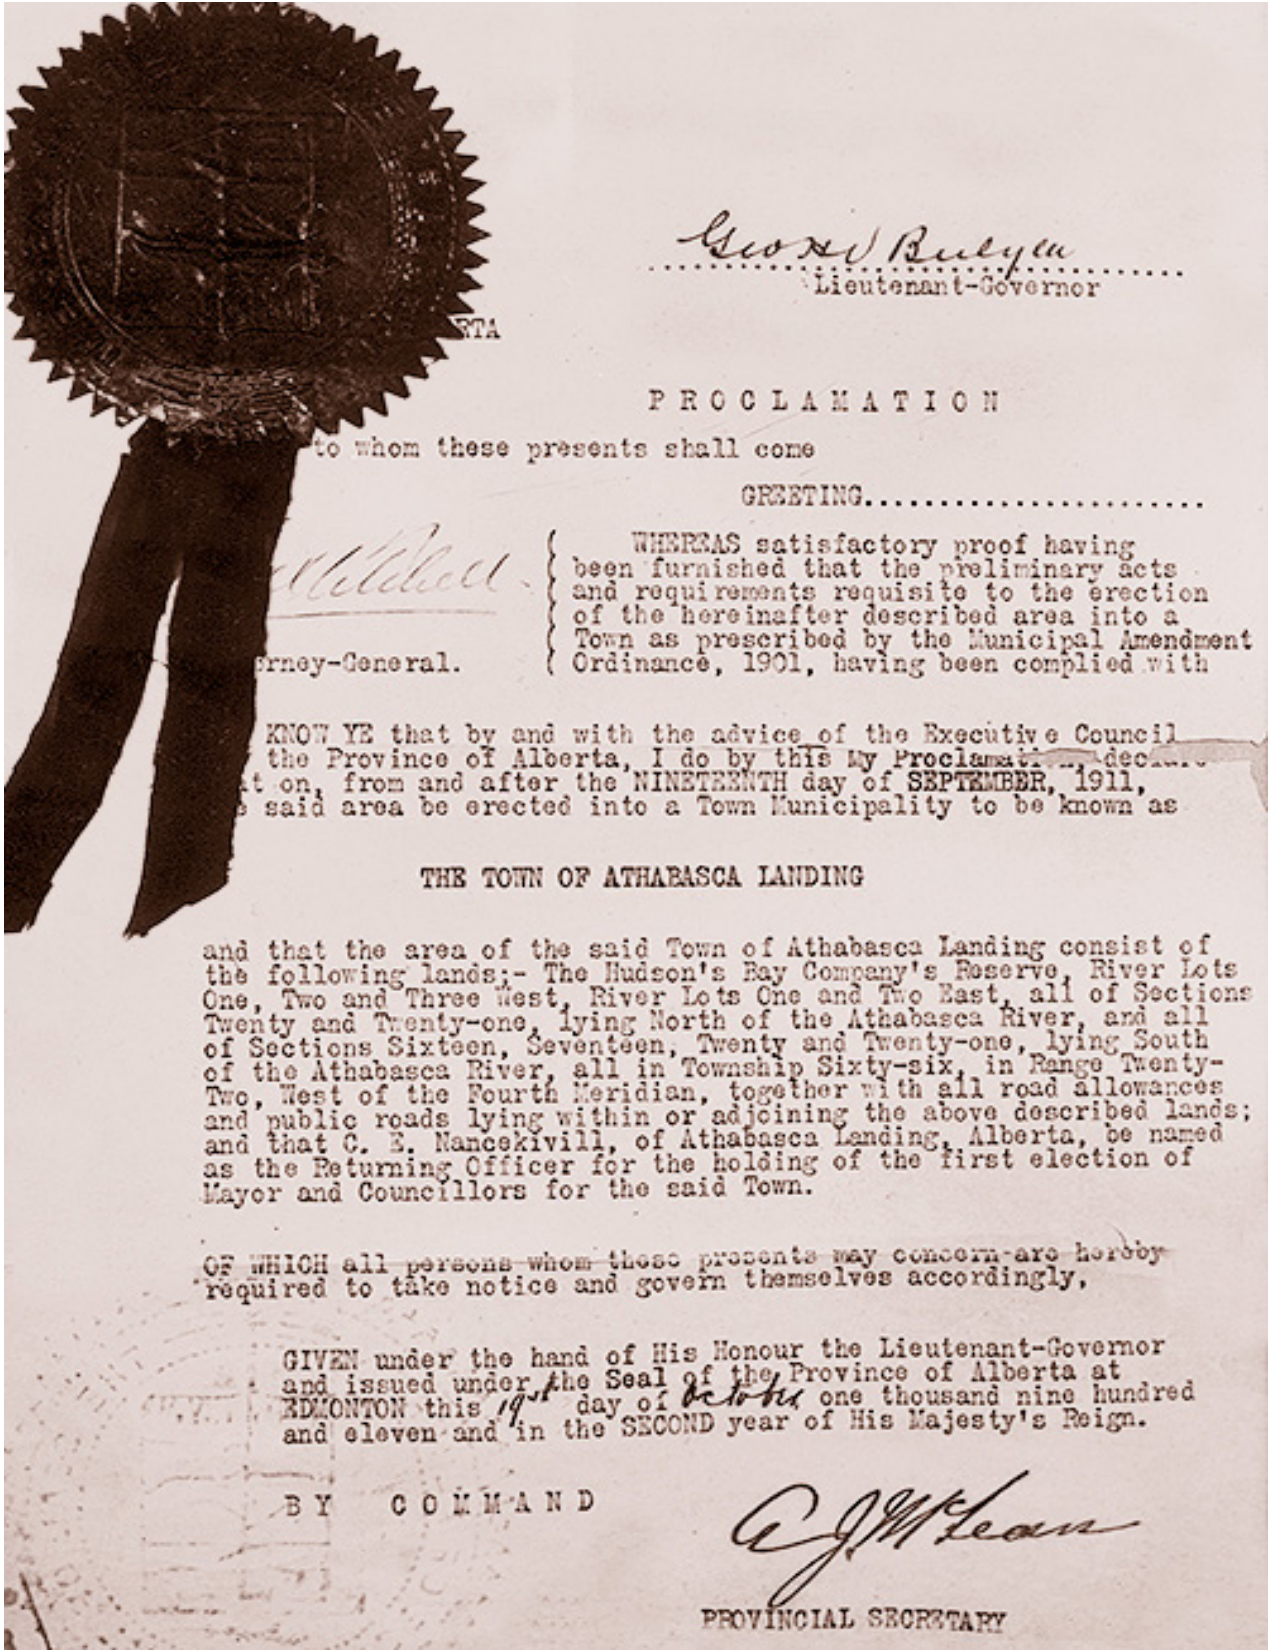 Geo H V Bulyea
Lieutenant-Governor
RTA
PROCLAMATION
to whom these presents shall come
GREETING......................
Mitchell
WHEREAS satisfactory proof having
been furnished that the preliminary acts
and requirements requisite to the erection
of the hereinafter described area into a
Town as prescribed by the Municipal Amendment
Ordinance, 1901, having been complied with
rney-General.
KNOW YE that by and with the advice of the Executive Council
the Province of Alberta, I do by this My Proclamation, declare
t on, from and after the NINETEENTH day of SEPTEMBER, 1911,
said area be erected into a Town Municipality to be known as
THE TOWN OF ATHABASCA LANDING
and that the area of the said Town of Athabasca Landing consist of
the following lands;- The Hudson's Bay Company's Reserve, River Lots
One, Two and Three West, River Lots One and Two East, all of Sections
Twenty and Twenty-one, lying North of the Athabasca River, and all
of Sections Sixteen, Seventeen, Twenty and Twenty-one, lying South
of the Athabasca River, all in Township Sixty-six, in Range Twenty-
Two, West of the Fourth Meridian, together with all road allowances
and public roads lying within or adjoining the above described lands;
and that C. E. Nancekivill, of Athabasca Landing, Alberta, be named
as the Returning Officer for the holding of the first election of
Mayor and Councillors for the said Town.
OF WHICH all persons whom these presents may concern are hereby
required to take notice and govern themselves accordingly,
GIVEN under the hand of His Honour the Lieutenant-Governor
and issued under the Seal of the Province of Alberta at
EDMONTON this 19st day of October one thousand nine hundred
and eleven and in the SECOND year of His Majesty's Reign.
BY COMMAND
A J McLean
PROVINCIAL SECRETARY